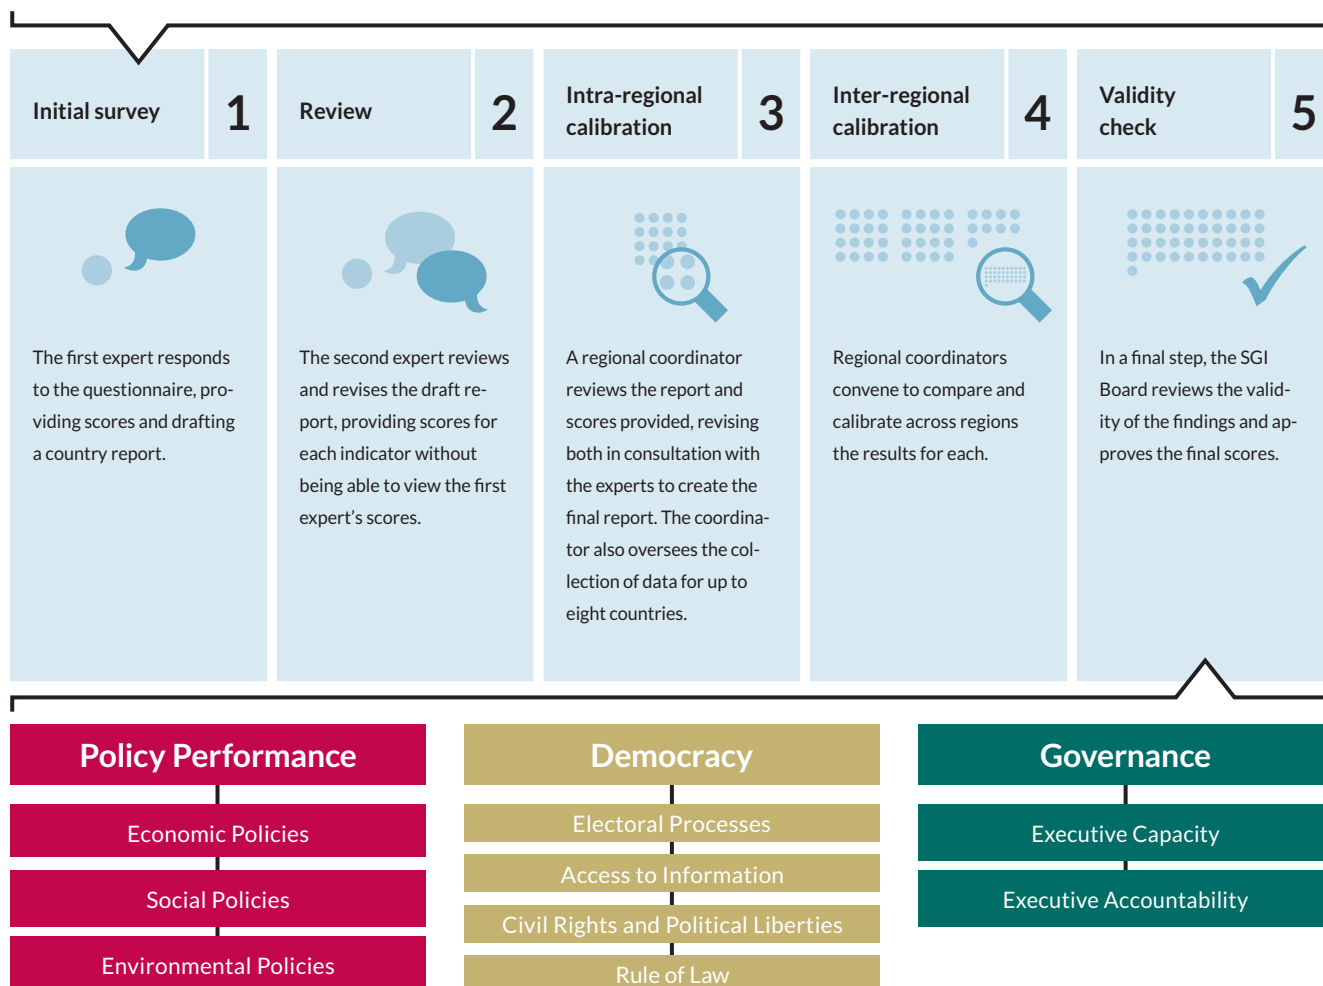 Initial survey
1
Review
2
Intra-regional
calibration
3
Inter-regional
calibration
4
Validity
check
5
The first expert responds
to the questionnaire, pro-
viding scores and drafting
a country report.
The second expert reviews
and revises the draft re-
port, providing scores for
each indicator without
being able to view the first
expert’s scores.
A regional coordinator
reviews the report and
scores provided, revising
both in consultation with
the experts to create the
final report. The coordina-
tor also oversees the col-
lection of data for up to
eight countries.
Regional coordinators
convene to compare and
calibrate across regions
the results for each.
In a final step, the SGI
Board reviews the valid-
ity of the findings and ap-
proves the final scores.
Policy Performance
Economic Policies
Social Policies
Environmental Policies
Democracy
Electoral Processes
Access to Information
Civil Rights and Political Liberties
Rule of Law
Governance
Executive Capacity
Executive Accountability